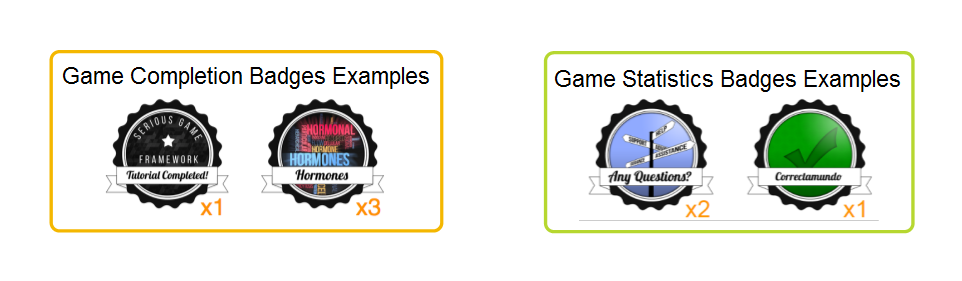 Game Completion Badges Examples
SERIOUS GAME
FRAMEWORK
Tutorial Completed!
x1
HORMONAL
HORMONE
HORMONES
Hormones
x3
Game Statistics Badges Examples
HELP
SUPPORT
ASSISTANCE
Any Questions?
x2
Correctamundo
x1